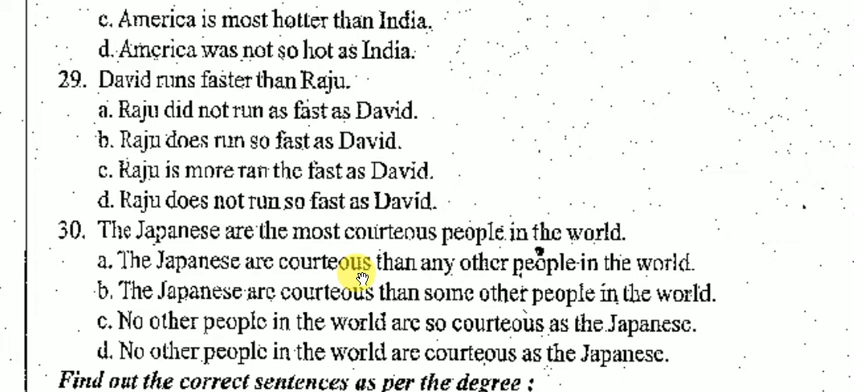 c. America is most hotter than India.
d. America was not so hot as India.
29. David runs faster than Raju.
a. Raju did not run as fast as David.
b. Raju does run so fast as David.
c. Raju is more ran the fast as David.
d. Raju does not run so fast as David.
30. The Japanese are the most courteous people in the world.
a. The Japanese are courteous than any other people in the world.
b. The Japanese are courteous than some other people in the world.
c. No other people in the world are so courteous as the Japanese.
d. No other people in the world are courteous as the Japanese.
Find out the correct sentences as per the degree :